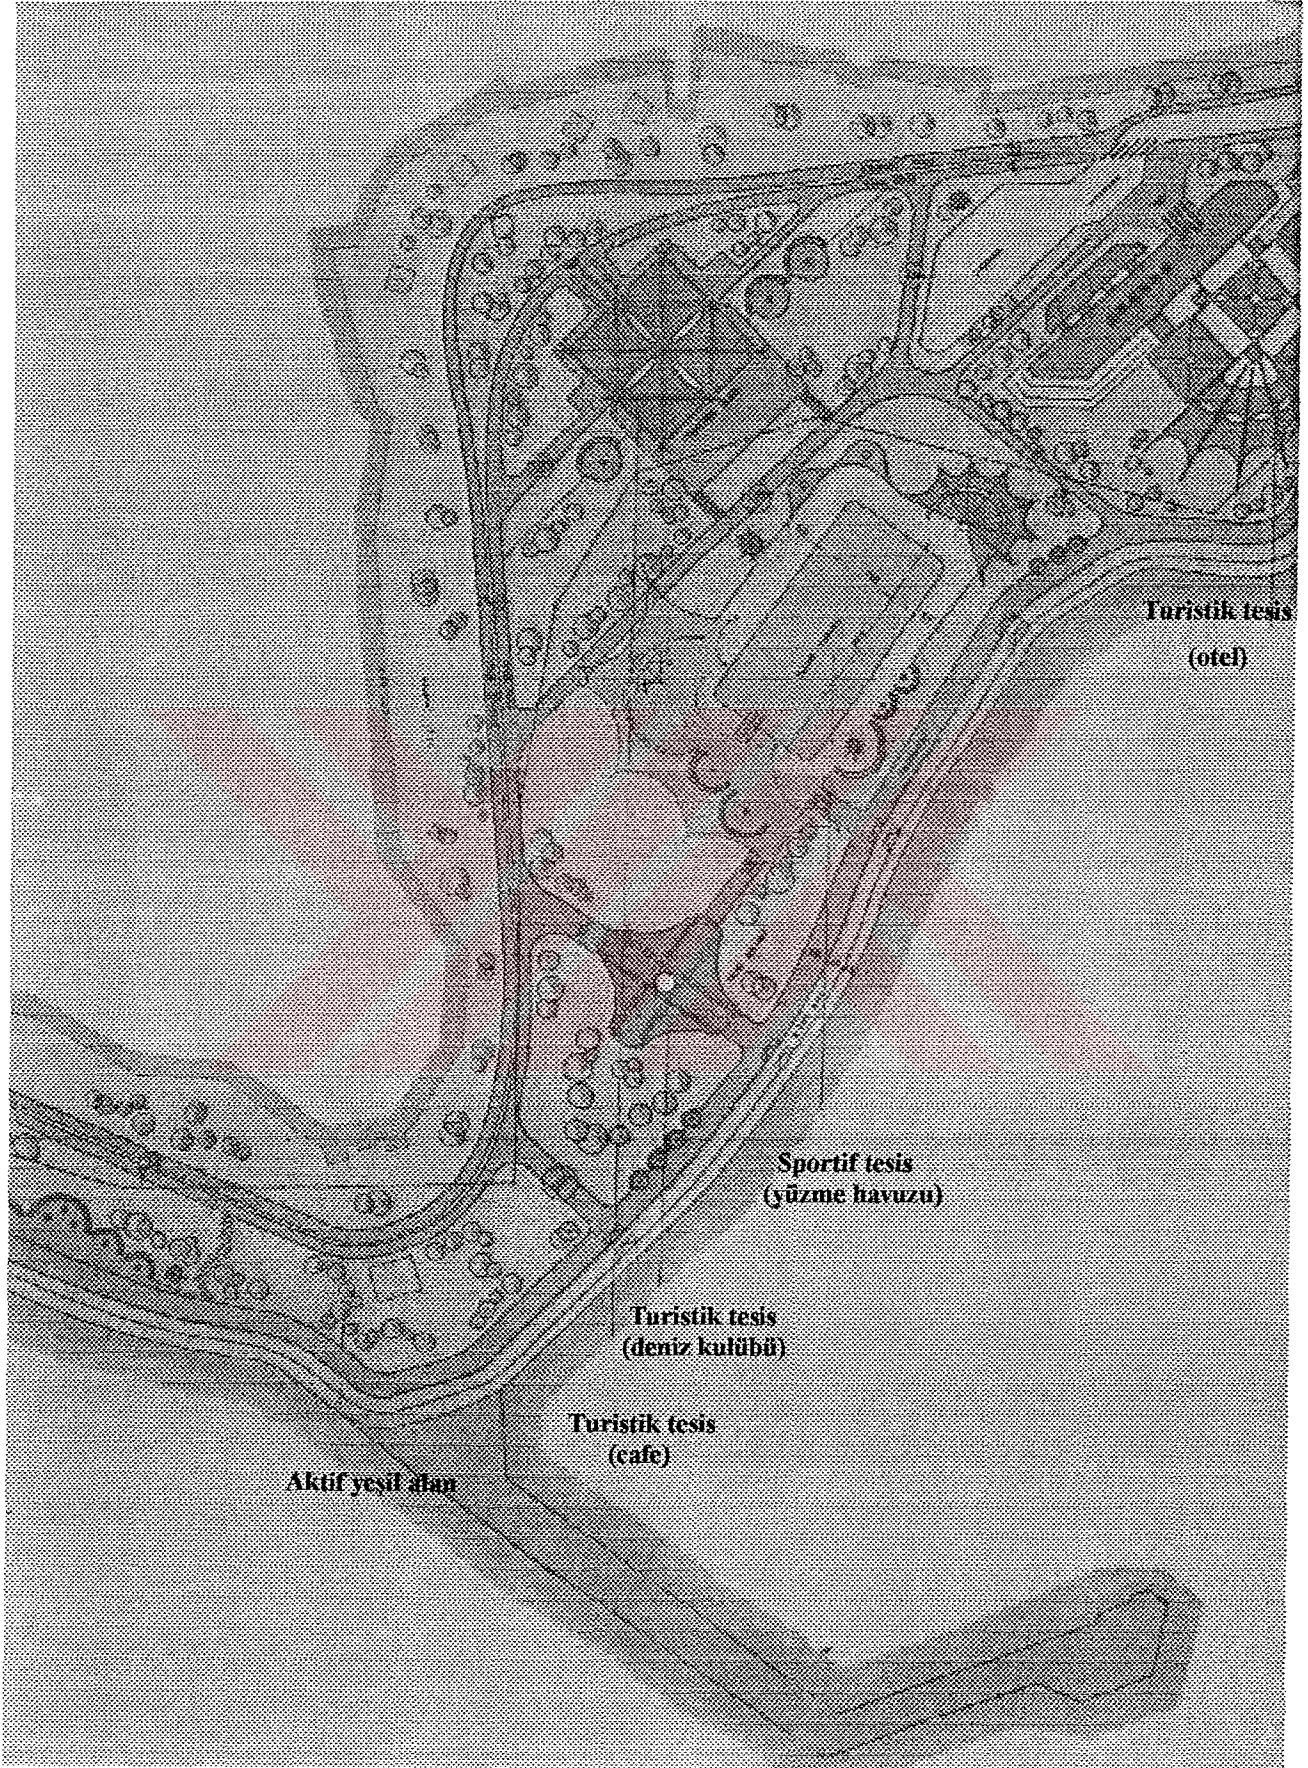 Turistik tesis
(otel)
Sportif tesis
(yüzme havuzu)
Turistik tesis
(deniz kulübü)
Turistik tesis
(cafe)
Aktif yeşil alan